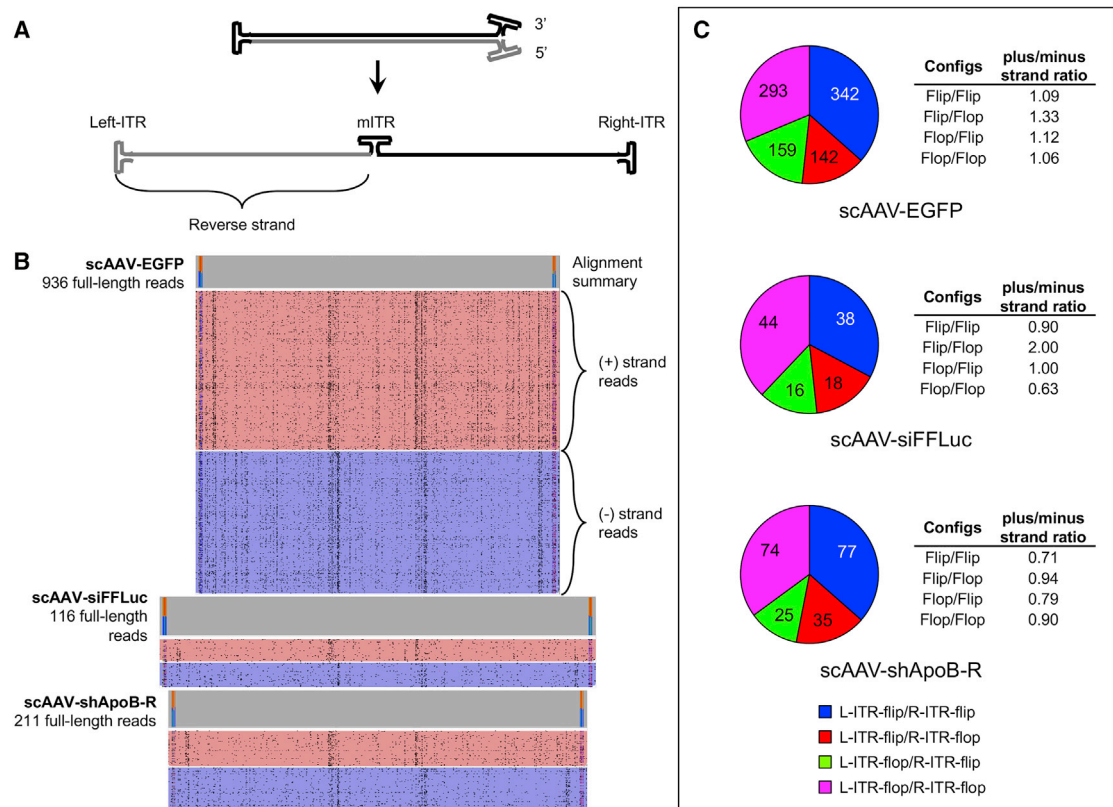 A
3'
5'
Left-ITR
mITR
Right-ITR
Reverse strand
B
scAAV-EGFP
936 full-length reads
Alignment
summary
(+) strand
reads
(-) strand
reads
scAAV-siFFLuc
116 full-length
reads
scAAV-shApoB-R
211 full-length reads
C
293
342
159
142
Configs plus/minus strand ratio
Flip/Flip 1.09
Flip/Flop 1.33
Flop/Flip 1.12
Flop/Flop 1.06
scAAV-EGFP
44
38
16
18
Configs plus/minus strand ratio
Flip/Flip 0.90
Flip/Flop 2.00
Flop/Flip 1.00
Flop/Flop 0.63
scAAV-siFFLuc
74
77
25
35
Configs plus/minus strand ratio
Flip/Flip 0.71
Flip/Flop 0.94
Flop/Flip 0.79
Flop/Flop 0.90
scAAV-shApoB-R
L-ITR-flip/R-ITR-flip
L-ITR-flip/R-ITR-flop
L-ITR-flop/R-ITR-flip
L-ITR-flop/R-ITR-flop